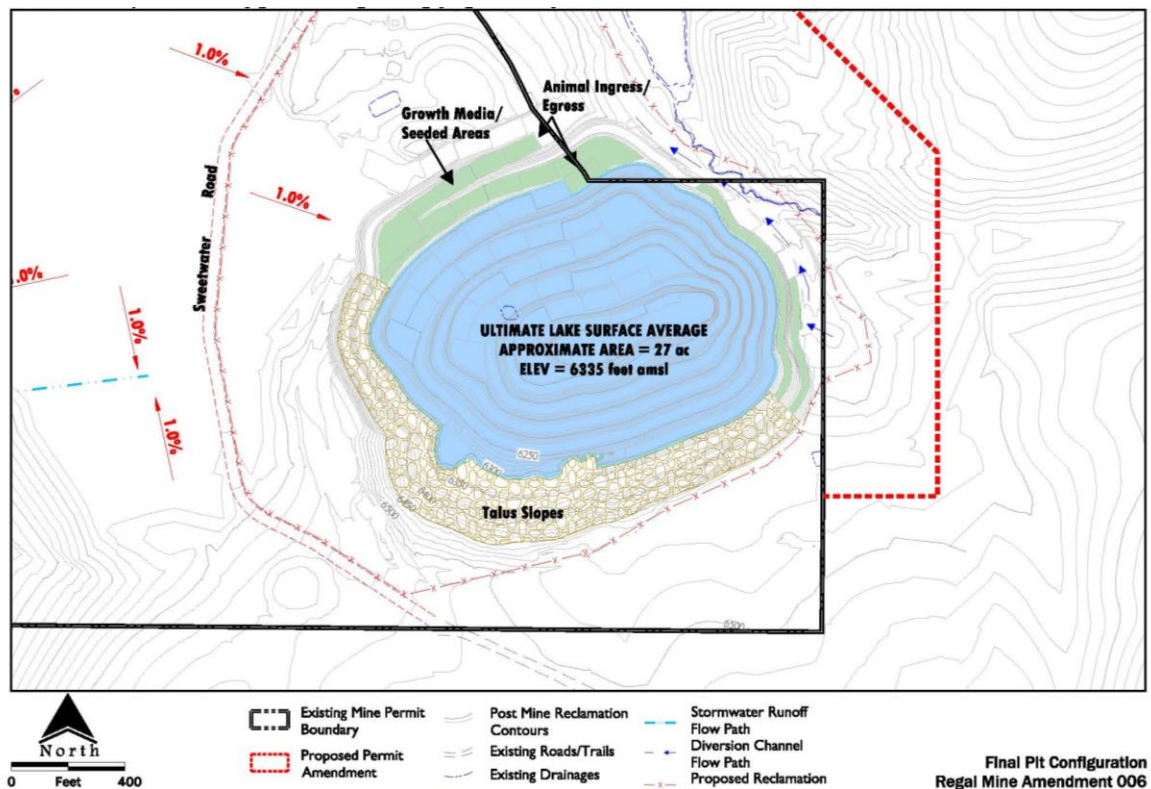 1.0%
Animal Ingress/
Egress
Growth Media/
Seeded Areas
Sweetwater Road
1.0%
.0%
1.0%
ULTIMATE LAKE SURFACE AVERAGE
APPROXIMATE AREA = 27 ac
ELEV = 6335 feet amsl
1.0%
6250
6300
6350
6400
6450
6500
Talus Slopes
6500
North
0 Feet 400
Existing Mine Permit
Boundary
Proposed Permit
Amendment
Post Mine Reclamation
Contours
Existing Roads/Trails
Existing Drainages
Stormwater Runoff
Flow Path
Diversion Channel
Flow Path
Proposed Reclamation
Final Pit Configuration
Regal Mine Amendment 006